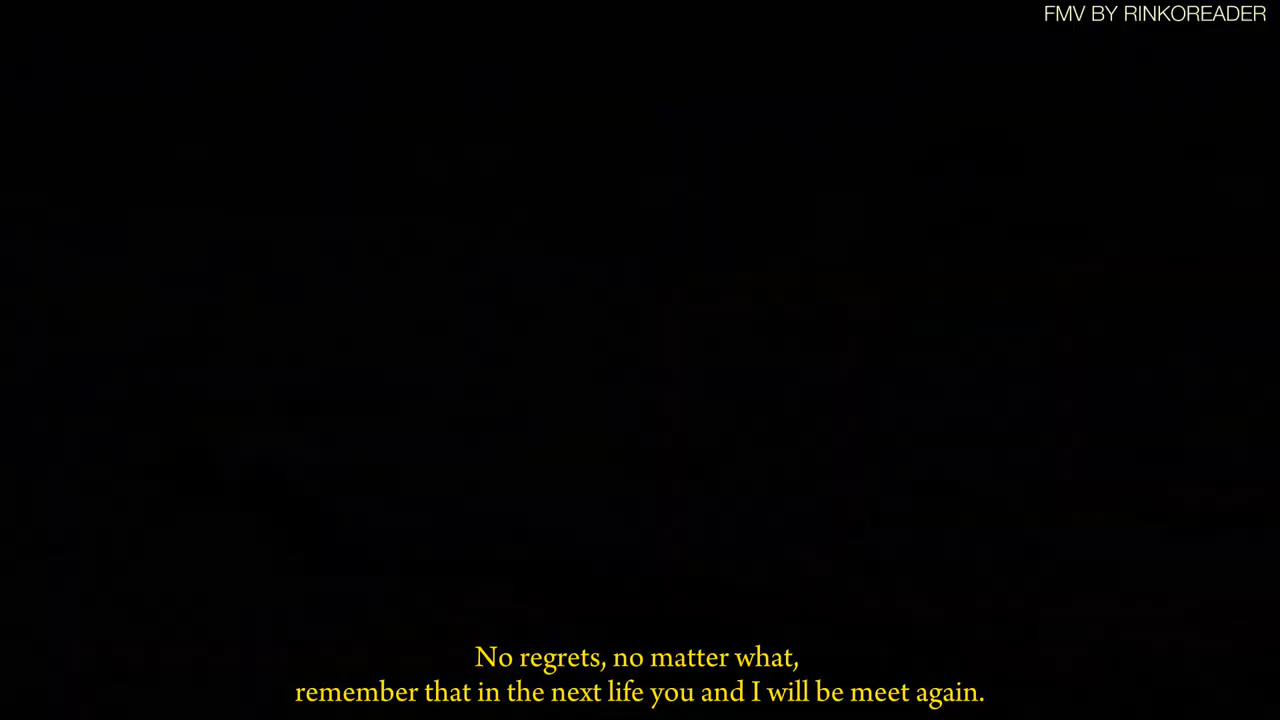 FMV BY RINKOREADER
No regrets, no matter what,
remember that in the next life you and I will be meet again.